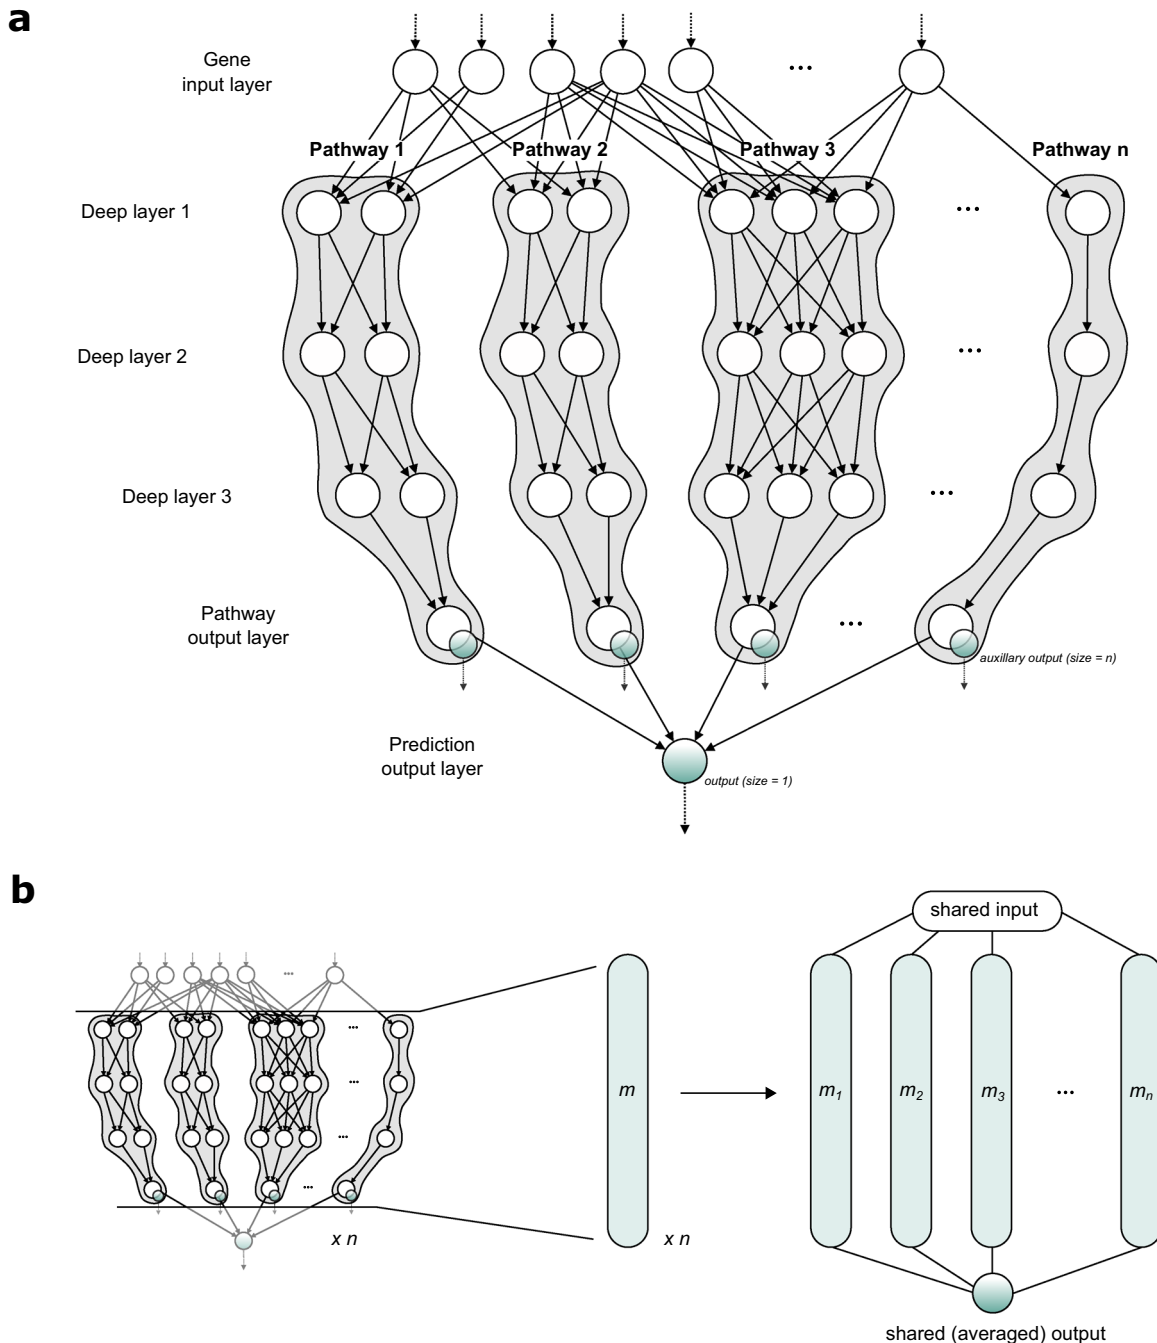 a
Gene
input layer
...
Pathway 1
Pathway 2
Pathway 3
Pathway n
Deep layer 1
...
Deep layer 2
...
Deep layer 3
...
Pathway
output layer
...
auxillary output (size = n)
Prediction
output layer
output (size = 1)
b
shared input
...
...
...
...
...
m
m1
m2
m3
...
mn
x n
x n
shared (averaged) output